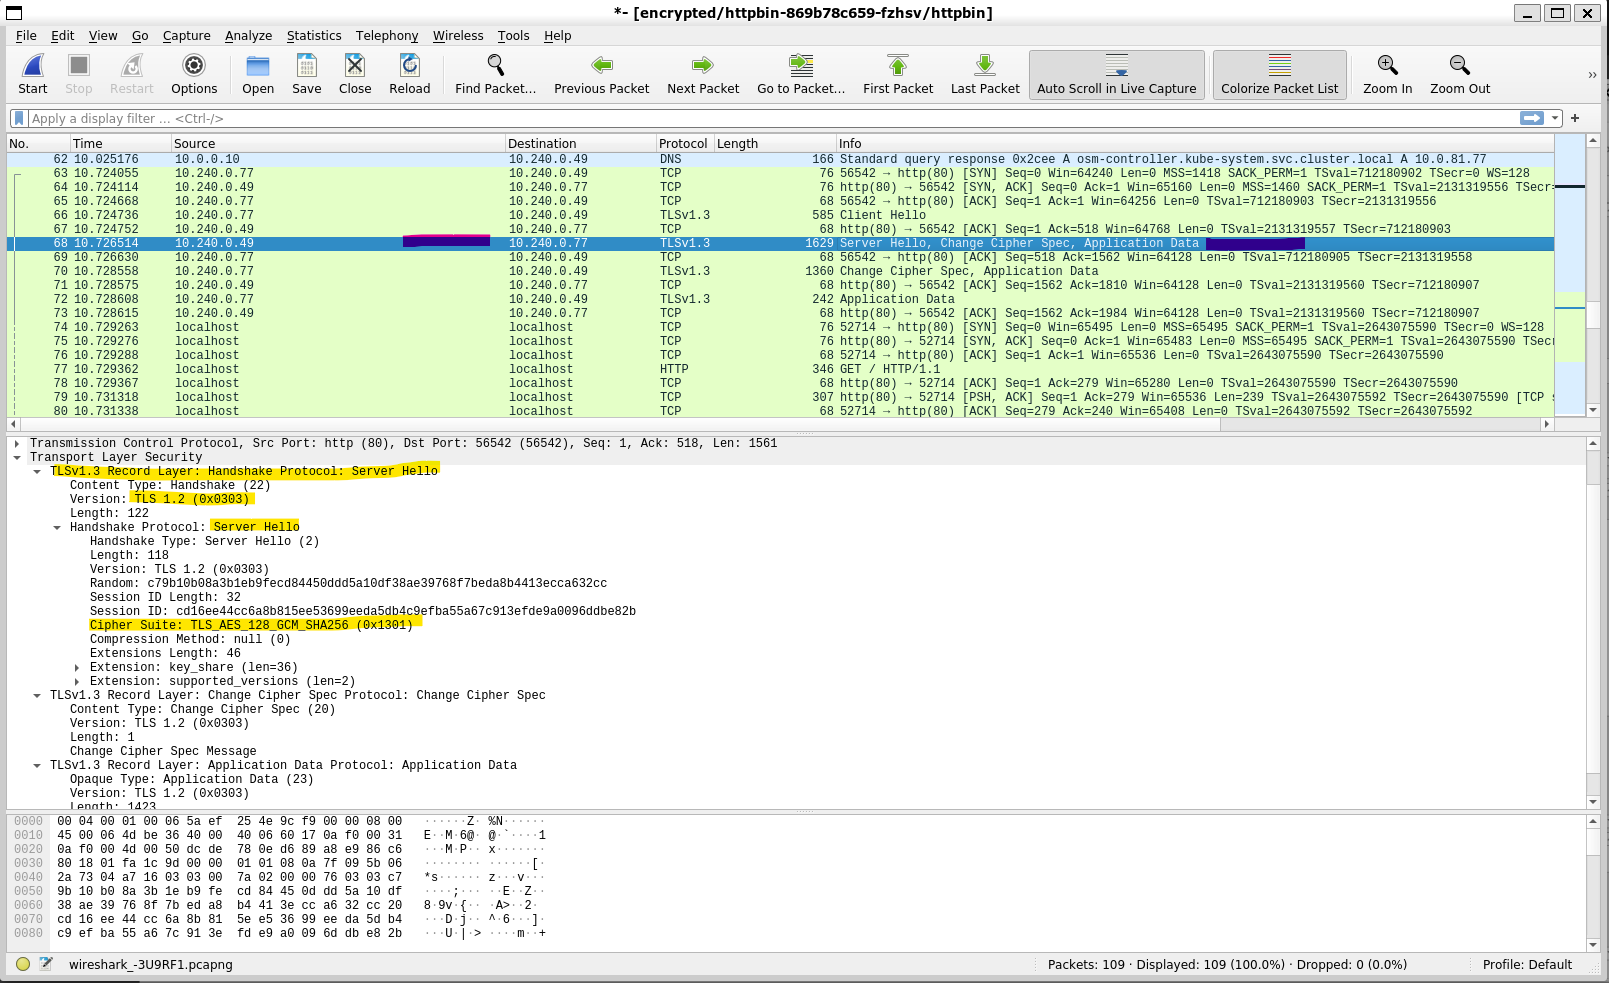 *- [encrypted/httpbin-869b78c659-fzhsv/httpbin]
File Edit View Go Capture Analyze Statistics Telephony Wireless Tools Help
Start Stop Restart Options Open Save Close Reload Find Packet... Previous Packet Next Packet Go to Packet... First Packet Last Packet Auto Scroll in Live Capture Colorize Packet List Zoom In Zoom Out »
Apply a display filter ... <Ctrl-/> +
No. Time Source Destination Protocol Length Info
62 10.025176 10.0.0.10 10.240.0.49 DNS 166 Standard query response 0x2cee A osm-controller.kube-system.svc.cluster.local A 10.0.81.77
63 10.724055 10.240.0.77 10.240.0.49 TCP 76 56542 → http(80) [SYN] Seq=0 Win=64240 Len=0 MSS=1418 SACK_PERM=1 TSval=712180902 TSecr=0 WS=128
64 10.724114 10.240.0.49 10.240.0.77 TCP 76 http(80) → 56542 [SYN, ACK] Seq=0 Ack=1 Win=65160 Len=0 MSS=1460 SACK_PERM=1 TSval=2131319556 TSecr=
65 10.724668 10.240.0.77 10.240.0.49 TCP 68 56542 → http(80) [ACK] Seq=1 Ack=1 Win=64256 Len=0 TSval=712180903 TSecr=2131319556
66 10.724736 10.240.0.77 10.240.0.49 TLSv1.3 585 Client Hello
67 10.724752 10.240.0.49 10.240.0.77 TCP 68 http(80) → 56542 [ACK] Seq=1 Ack=518 Win=64768 Len=0 TSval=2131319557 TSecr=712180903
68 10.726514 10.240.0.49 10.240.0.77 TLSv1.3 1629 Server Hello, Change Cipher Spec, Application Data
69 10.726630 10.240.0.77 10.240.0.49 TCP 68 56542 → http(80) [ACK] Seq=518 Ack=1562 Win=64128 Len=0 TSval=712180905 TSecr=2131319558
70 10.728558 10.240.0.77 10.240.0.49 TLSv1.3 1360 Change Cipher Spec, Application Data
71 10.728575 10.240.0.49 10.240.0.77 TCP 68 http(80) → 56542 [ACK] Seq=1562 Ack=1810 Win=64128 Len=0 TSval=2131319560 TSecr=712180907
72 10.728608 10.240.0.77 10.240.0.49 TLSv1.3 242 Application Data
73 10.728615 10.240.0.49 10.240.0.77 TCP 68 http(80) → 56542 [ACK] Seq=1562 Ack=1984 Win=64128 Len=0 TSval=2131319560 TSecr=712180907
74 10.729263 localhost localhost TCP 76 52714 → http(80) [SYN] Seq=0 Win=65495 Len=0 MSS=65495 SACK_PERM=1 TSval=2643075590 TSecr=0 WS=128
75 10.729276 localhost localhost TCP 76 http(80) → 52714 [SYN, ACK] Seq=0 Ack=1 Win=65483 Len=0 MSS=65495 SACK_PERM=1 TSval=2643075590 TSec
76 10.729288 localhost localhost TCP 68 52714 → http(80) [ACK] Seq=1 Ack=1 Win=65536 Len=0 TSval=2643075590 TSecr=2643075590
77 10.729362 localhost localhost HTTP 346 GET / HTTP/1.1
78 10.729367 localhost localhost TCP 68 http(80) → 52714 [ACK] Seq=1 Ack=279 Win=65280 Len=0 TSval=2643075590 TSecr=2643075590
79 10.731318 localhost localhost TCP 307 http(80) → 52714 [PSH, ACK] Seq=1 Ack=279 Win=65536 Len=239 TSval=2643075592 TSecr=2643075590 [TCP
80 10.731338 localhost localhost TCP 68 52714 → http(80) [ACK] Seq=279 Ack=240 Win=65408 Len=0 TSval=2643075592 TSecr=2643075592
Transmission Control Protocol, Src Port: http (80), Dst Port: 56542 (56542), Seq: 1, Ack: 518, Len: 1561
Transport Layer Security
TLSv1.3 Record Layer: Handshake Protocol: Server Hello
Content Type: Handshake (22)
Version: TLS 1.2 (0x0303)
Length: 122
Handshake Protocol: Server Hello
Handshake Type: Server Hello (2)
Length: 118
Version: TLS 1.2 (0x0303)
Random: c79b10b08a3b1eb9fecd84450ddd5a10df38ae39768f7beda8b4413ecca632cc
Session ID Length: 32
Session ID: cd16ee44cc6a8b815ee53699eeda5db4c9efba55a67c913efde9a0096ddbe82b
Cipher Suite: TLS_AES_128_GCM_SHA256 (0x1301)
Compression Method: null (0)
Extensions Length: 46
Extension: key_share (len=36)
Extension: supported_versions (len=2)
TLSv1.3 Record Layer: Change Cipher Spec Protocol: Change Cipher Spec
Content Type: Change Cipher Spec (20)
Version: TLS 1.2 (0x0303)
Length: 1
Change Cipher Spec Message
TLSv1.3 Record Layer: Application Data Protocol: Application Data
Opaque Type: Application Data (23)
Version: TLS 1.2 (0x0303)
Length: 1423
0000 00 04 00 01 00 06 5a ef 25 4e 9c f9 00 00 08 00 ······Z· %N······
0010 45 00 06 4d be 36 40 00 40 06 60 17 0a f0 00 31 E··M·6@· @·`····1
0020 0a f0 00 4d 00 50 dc de 78 0e d6 89 a8 e9 86 c6 ···M·P·· x·······
0030 80 18 01 fa 1c 9d 00 00 01 01 08 0a 7f 09 5b 06 ········ ······[·
0040 2a 73 04 a7 16 03 03 00 7a 02 00 00 76 03 03 c7 *s······ z···v···
0050 9b 10 b0 8a 3b 1e b9 fe cd 84 45 0d dd 5a 10 df ····;··· ··E··Z··
0060 38 ae 39 76 8f 7b ed a8 b4 41 3e cc a6 32 cc 20 8·9v·{·· ·A>··2·
0070 cd 16 ee 44 cc 6a 8b 81 5e e5 36 99 ee da 5d b4 ···D·j·· ^·6···]·
0080 c9 ef ba 55 a6 7c 91 3e fd e9 a0 09 6d db e8 2b ···U·|·> ····m··+
wireshark_-3U9RF1.pcapng Packets: 109 · Displayed: 109 (100.0%) · Dropped: 0 (0.0%) Profile: Default